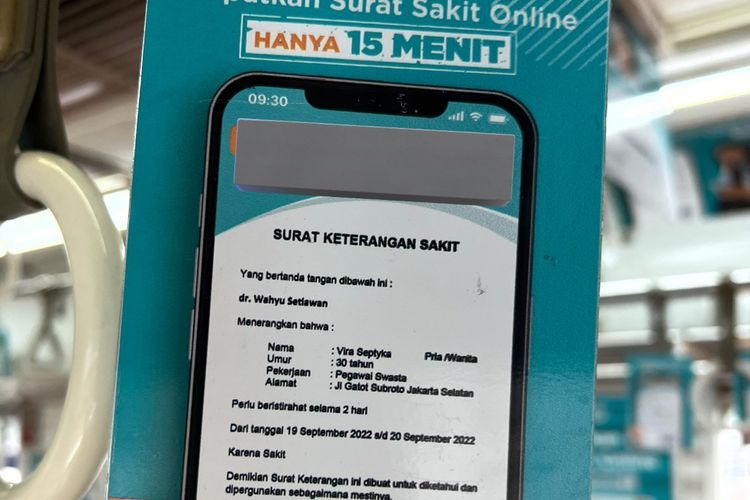 Surat Sakit Online
HANYA 15 MENIT
09:30
SURAT KETERANGAN SAKIT
Yang bertanda tangan dibawah ini :
dr. Wahyu Setiawan
Menerangkan bahwa :
Nama : Vira Septyka Pria /Wanita
Umur : 30 tahun
Pekerjaan : Pegawai Swasta
Alamat : Jl Gatot Subroto Jakarta Selatan
Perlu beristirahat selama 2 hari
Dari tanggal 19 September 2022 s/d 20 September 2022
Karena Sakit
Demikian Surat Keterangan ini dibuat untuk diketahui dan
dipergunakan sebagaimana mestinya.